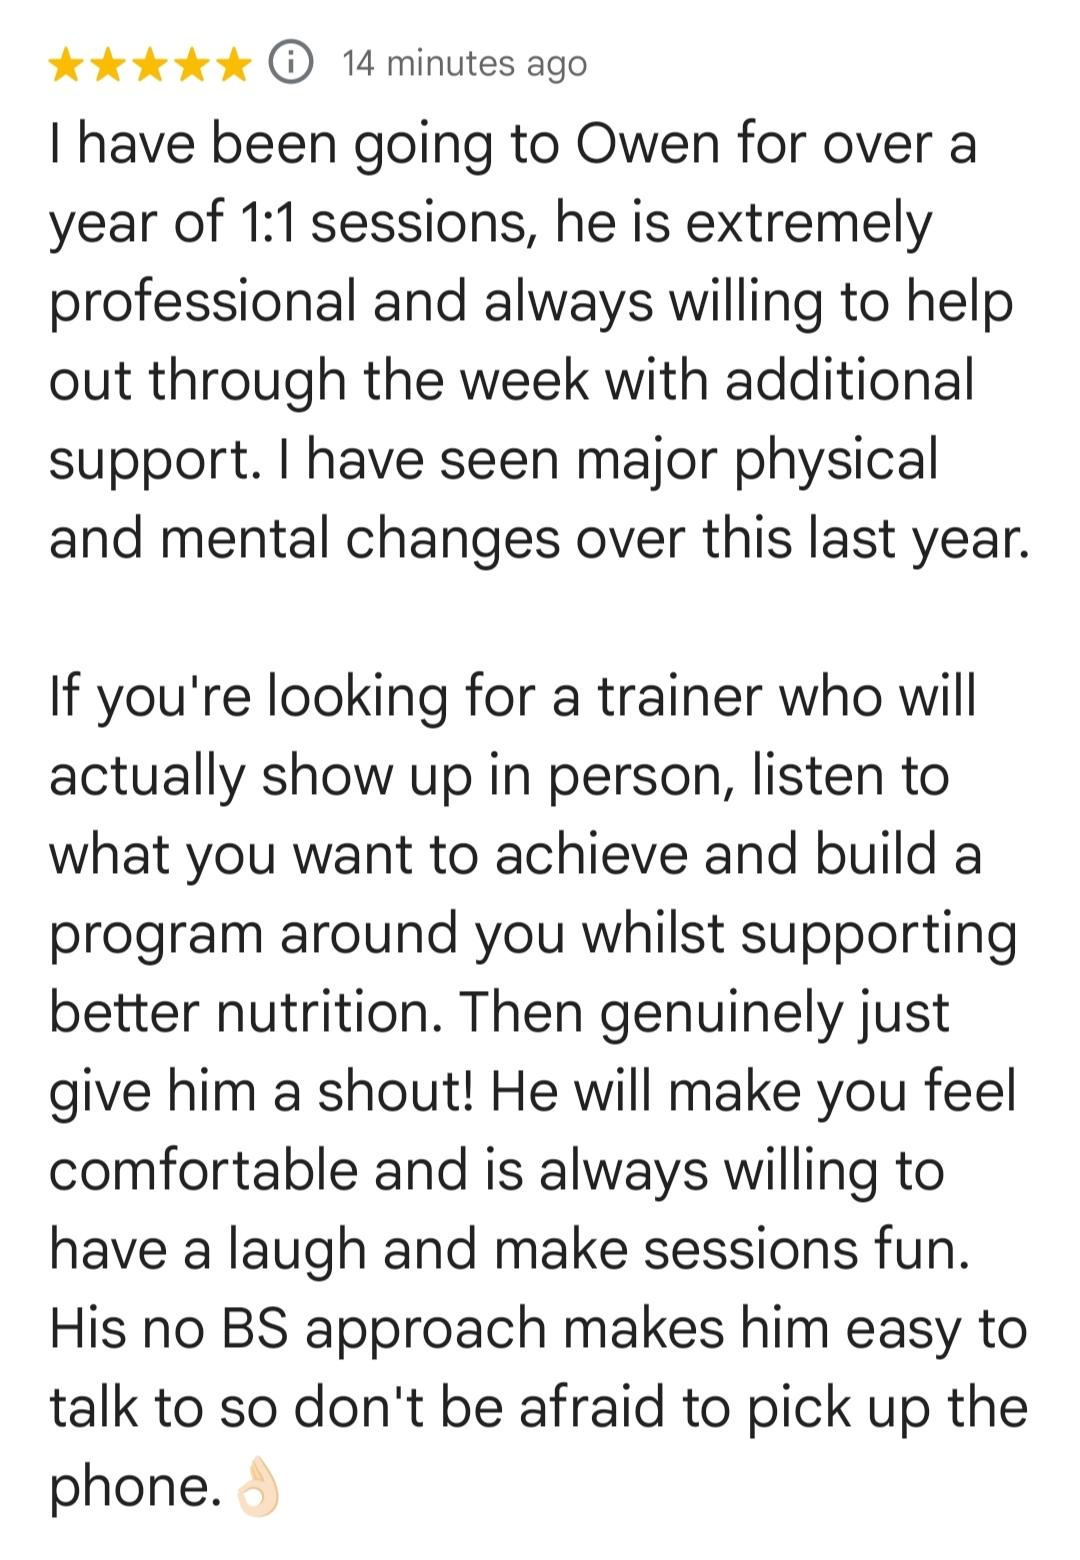 14 minutes ago
I have been going to Owen for over a
year of 1:1 sessions, he is extremely
professional and always willing to help
out through the week with additional
support. I have seen major physical
and mental changes over this last year.
If you're looking for a trainer who will
actually show up in person, listen to
what you want to achieve and build a
program around you whilst supporting
better nutrition. Then genuinely just
give him a shout! He will make you feel
comfortable and is always willing to
have a laugh and make sessions fun.
His no BS approach makes him easy to
talk to so don't be afraid to pick up the
phone. 👌🏻